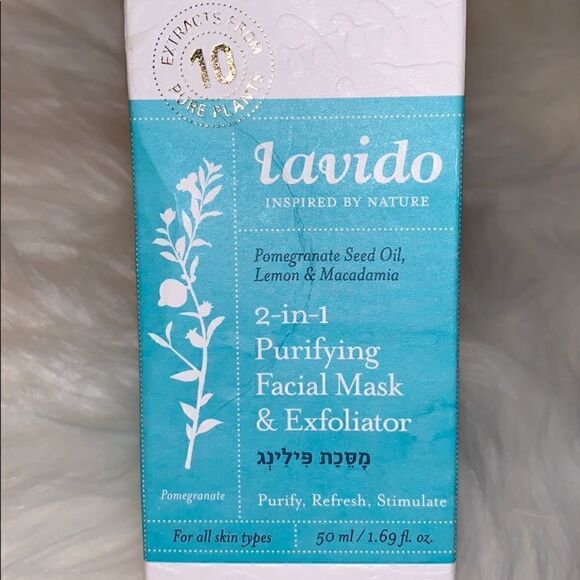 EXTRACTS FROM
10
PURE PLANTS
lavido
INSPIRED BY NATURE
Pomegranate Seed Oil,
Lemon & Macadamia
2-in-1
Purifying
Facial Mask
& Exfoliator
מָסֵכַת פִּילִינְג
Pomegranate
Purify, Refresh, Stimulate
For all skin types
50 ml / 1.69 fl. oz.